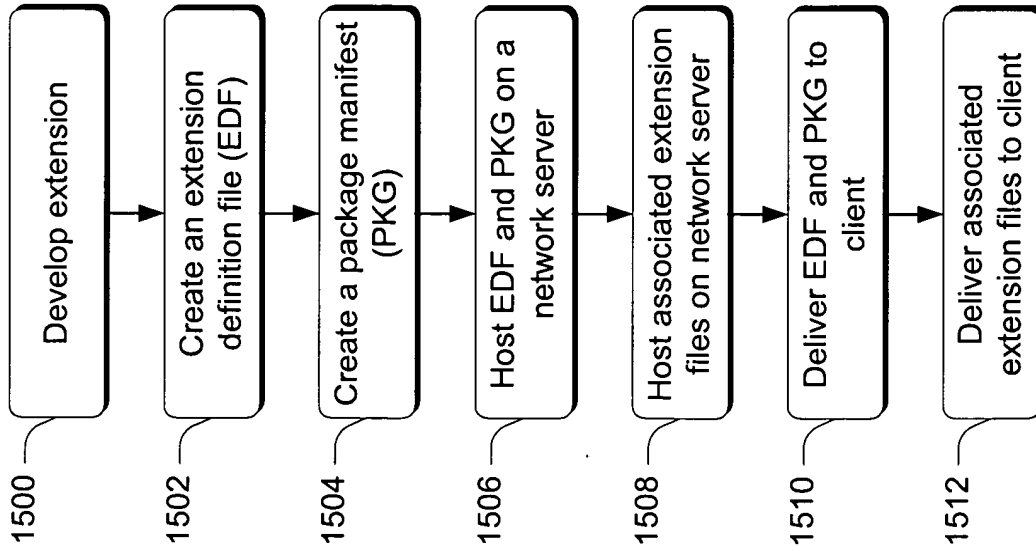 1500
Develop extension
1502
Create an extension
definition file (EDF)
1504
Create a package manifest
(PKG)
1506
Host EDF and PKG on a
network server
1508
Host associated extension
files on network server
1510
Deliver EDF and PKG to
client
1512
Deliver associated
extension files to client